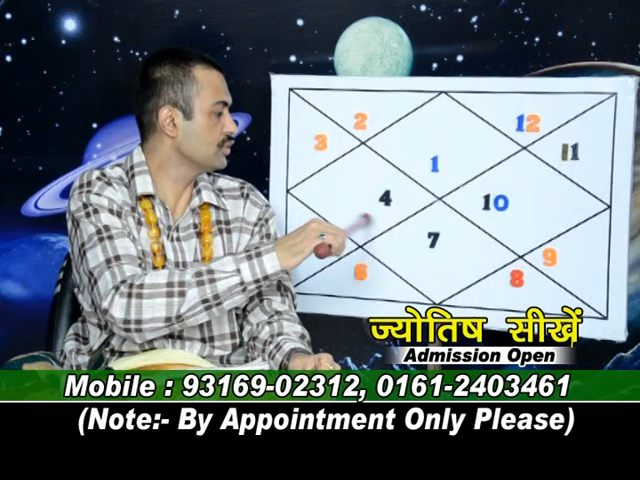 2 12
3 11
1
4 10
7
9
6 8
ज्योतिष सीखें
Admission Open
Mobile : 93169-02312, 0161-2403461
(Note:- By Appointment Only Please)